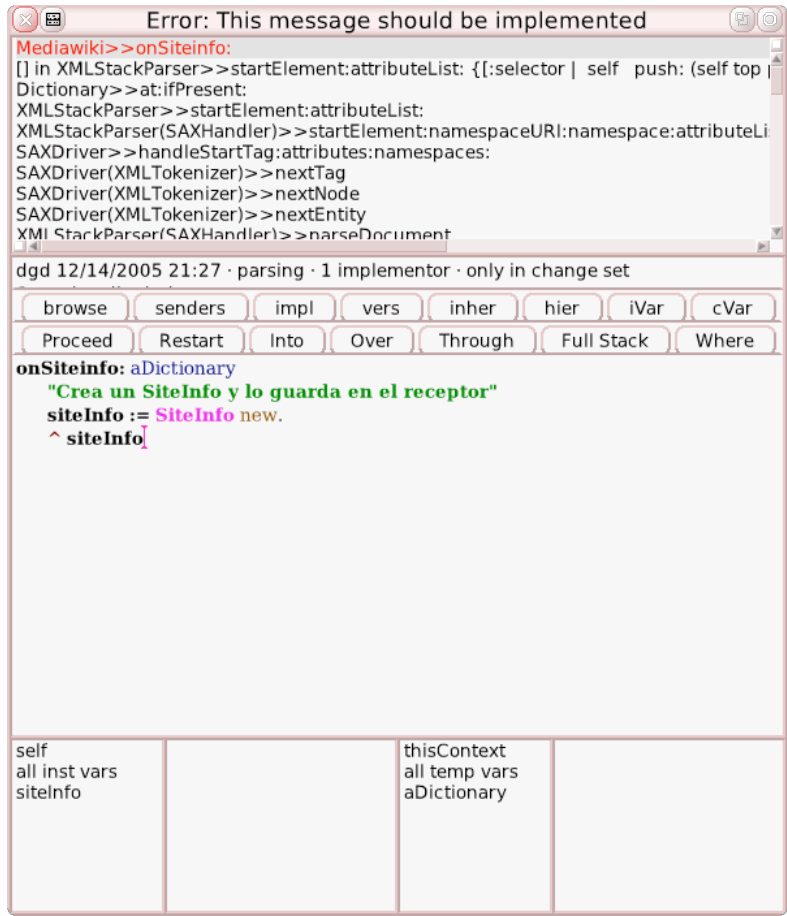 Error: This message should be implemented
Mediawiki>>onSiteinfo:
[] in XMLStackParser>>startElement:attributeList: {[:selector | self push: (self top
Dictionary>>at:ifPresent:
XMLStackParser>>startElement:attributeList:
XMLStackParser(SAXHandler)>>startElement:namespaceURI:namespace:attributeLi
SAXDriver>>handleStartTag:attributes:namespaces:
SAXDriver(XMLTokenizer)>>nextTag
SAXDriver(XMLTokenizer)>>nextNode
SAXDriver(XMLTokenizer)>>nextEntity
XMLStackParser(SAXHandler)>>parseDocument
dgd 12/14/2005 21:27 · parsing · 1 implementor · only in change set
browse senders impl vers inher hier iVar cVar
Proceed Restart Into Over Through Full Stack Where
onSiteinfo: aDictionary
"Crea un SiteInfo y lo guarda en el receptor"
siteInfo := SiteInfo new.
^ siteInfo
self
all inst vars
siteInfo
thisContext
all temp vars
aDictionary